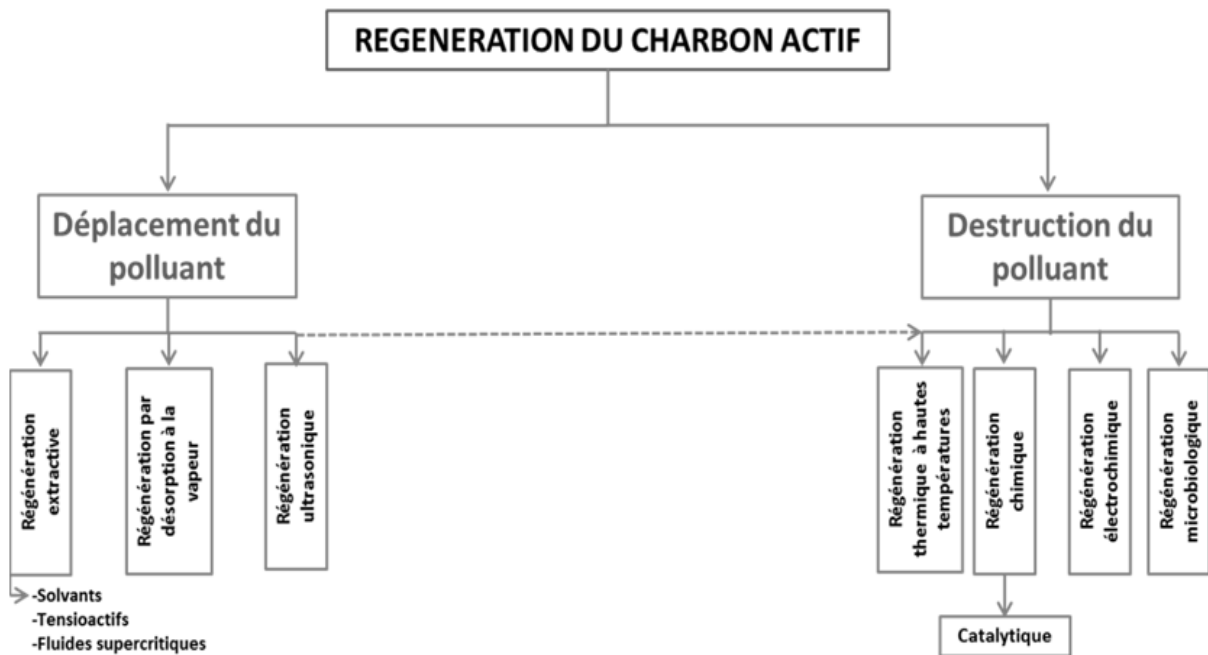 REGENERATION DU CHARBON ACTIF
Déplacement du
polluant
Destruction du
polluant
Régénération
extractive
Régénération par
désorption à la
vapeur
Régénération
ultrasonique
Régénération
thermique à hautes
températures
Régénération
chimique
Régénération
électrochimique
Régénération
microbiologique
-Solvants
-Tensioactifs
-Fluides supercritiques
Catalytique